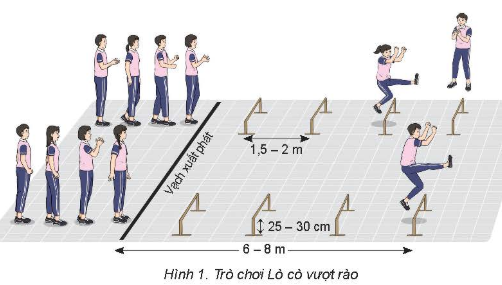 1,5 – 2 m
Vạch xuất phát
25 – 30 cm
6 – 8 m
Hình 1. Trò chơi Lò cò vượt rào